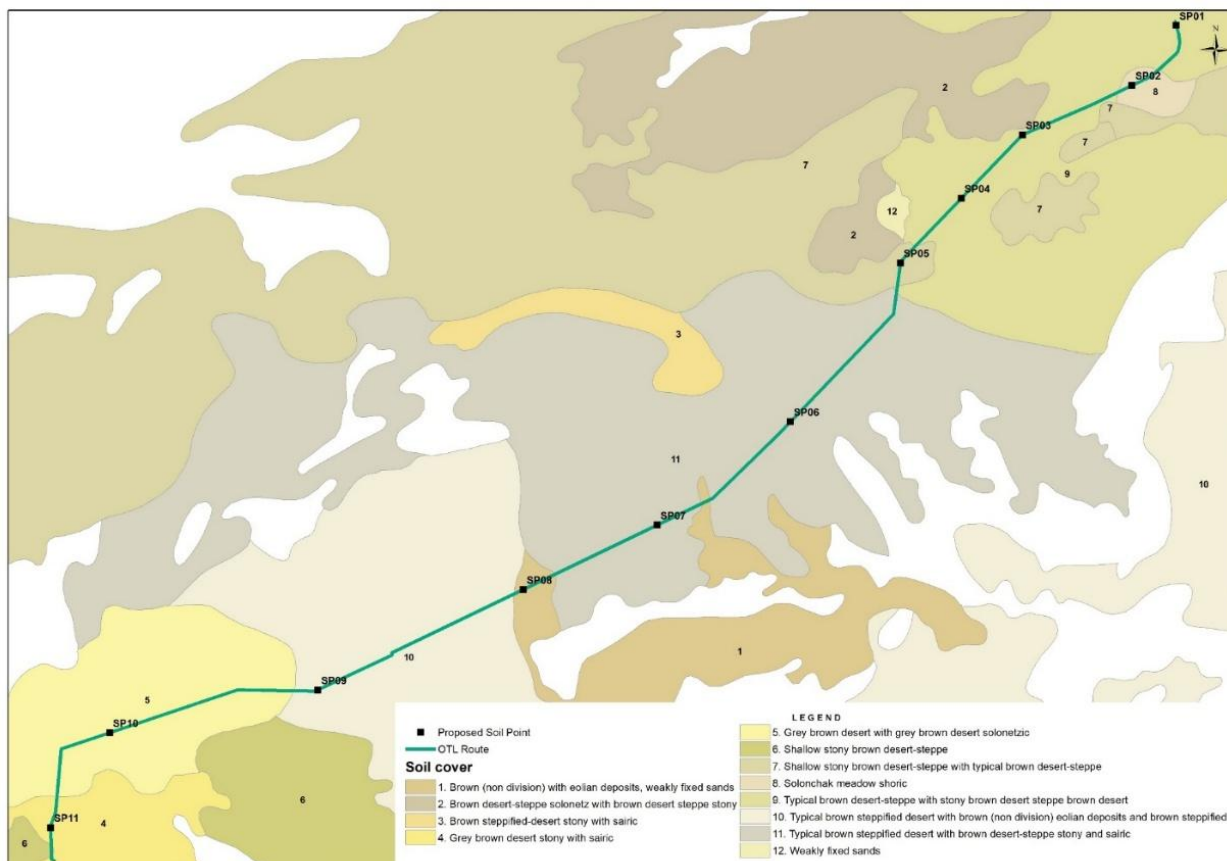 SP01
N
SP02
8
2
7
SP03
7
7
9
SP04
7
12
2
SP05
3
SP06
11
10
SP07
SP08
10
1
SP09
5
SP10
6
SP11
4
6
LEGEND
Proposed Soil Point
OTL Route
Soil cover
1. Brown (non division) with eolian deposits, weakly fixed sands
2. Brown desert-steppe solonetz with brown desert steppe stony
3. Brown steppified-desert stony with sairic
4. Grey brown desert stony with sairic
5. Grey brown desert with grey brown desert solonetzic
6. Shallow stony brown desert-steppe
7. Shallow stony brown desert-steppe with typical brown desert-steppe
8. Solonchak meadow shoric
9. Typical brown desert-steppe with stony brown desert steppe brown desert
10. Typical brown steppified desert with brown (non division) eolian deposits and brown steppified
11. Typical brown steppified desert with brown desert-steppe stony and sairic
12. Weakly fixed sands